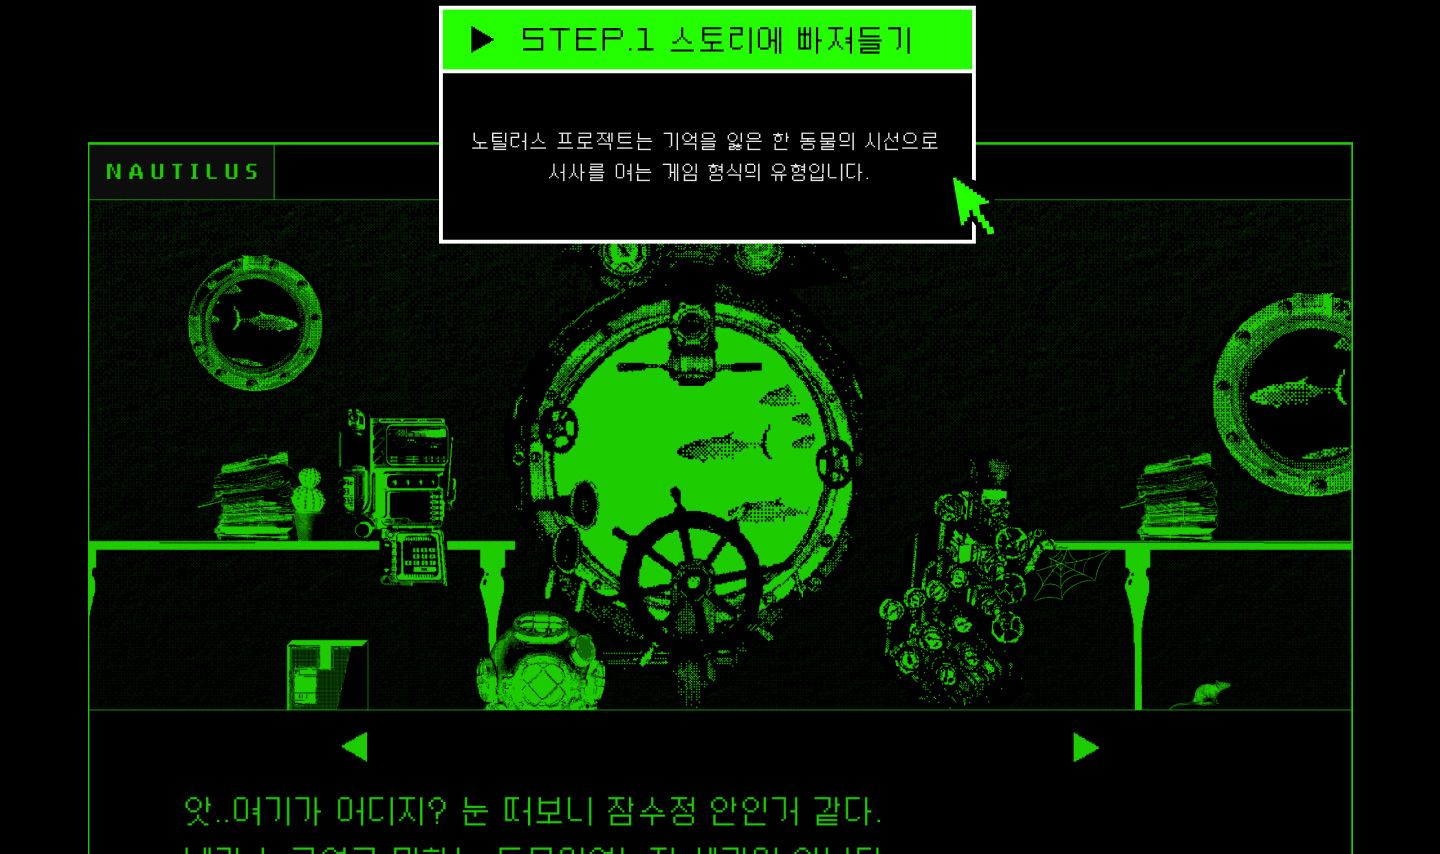 STEP.1 스토리에 빠져들기
노틸러스 프로젝트는 기억을 잃은 한 동물의 시선으로
서사를 여는 게임 형식의 유형입니다.
NAUTILUS
앗..여기가 어디지? 눈 떠보니 잠수정 안인거 같다.